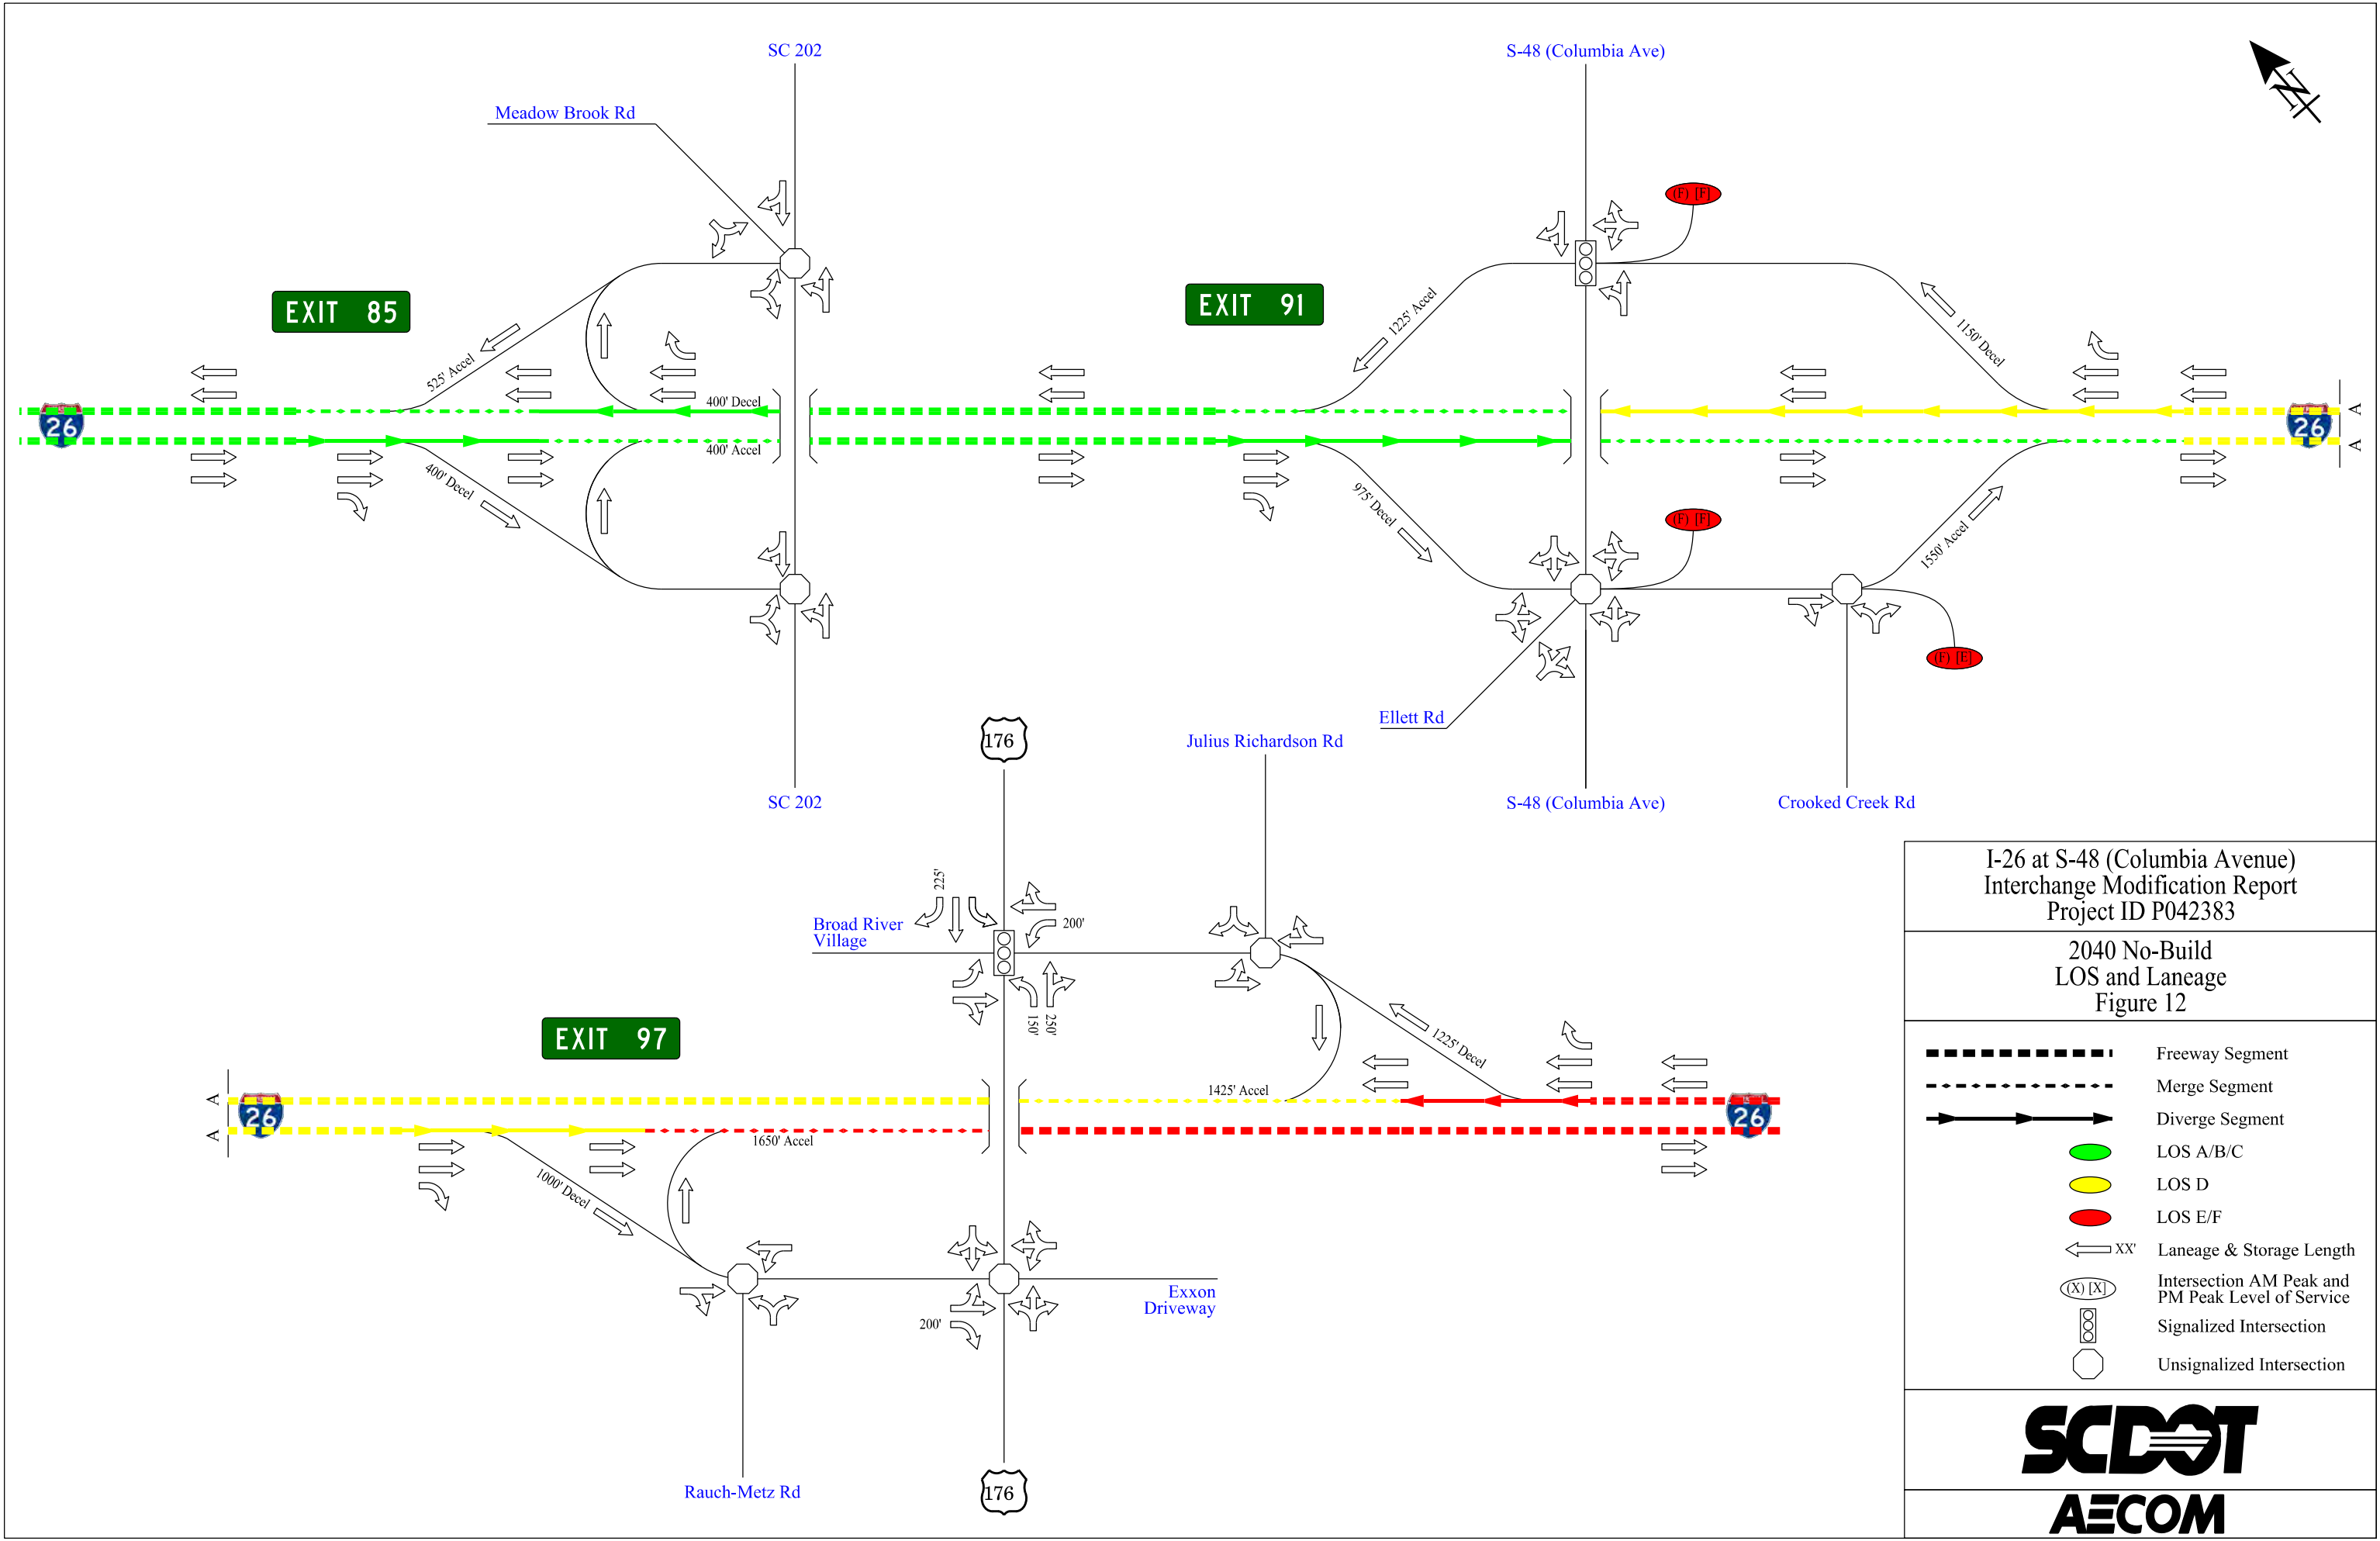 SC 202
S-48 (Columbia Ave)
N
Meadow Brook Rd
(F) [F]
EXIT 85
EXIT 91
1225' Accel
1150' Decel
525' Accel
400' Decel
A
26
26
400' Accel
A
400' Decel
975' Decel
(F) [F]
1550' Accel
(F) [E]
Ellett Rd
176
Julius Richardson Rd
SC 202
S-48 (Columbia Ave)
Crooked Creek Rd
225'
200'
Broad River
Village
150'
250'
EXIT 97
1225' Decel
1425' Accel
A
26
26
A
1650' Accel
1000' Decel
Exxon
Driveway
200'
Rauch-Metz Rd
176
I-26 at S-48 (Columbia Avenue)
Interchange Modification Report
Project ID P042383
2040 No-Build
LOS and Laneage
Figure 12
Freeway Segment
Merge Segment
Diverge Segment
LOS A/B/C
LOS D
LOS E/F
XX' Laneage & Storage Length
(X) [X] Intersection AM Peak and
PM Peak Level of Service
Signalized Intersection
Unsignalized Intersection
SCDOT
AECOM